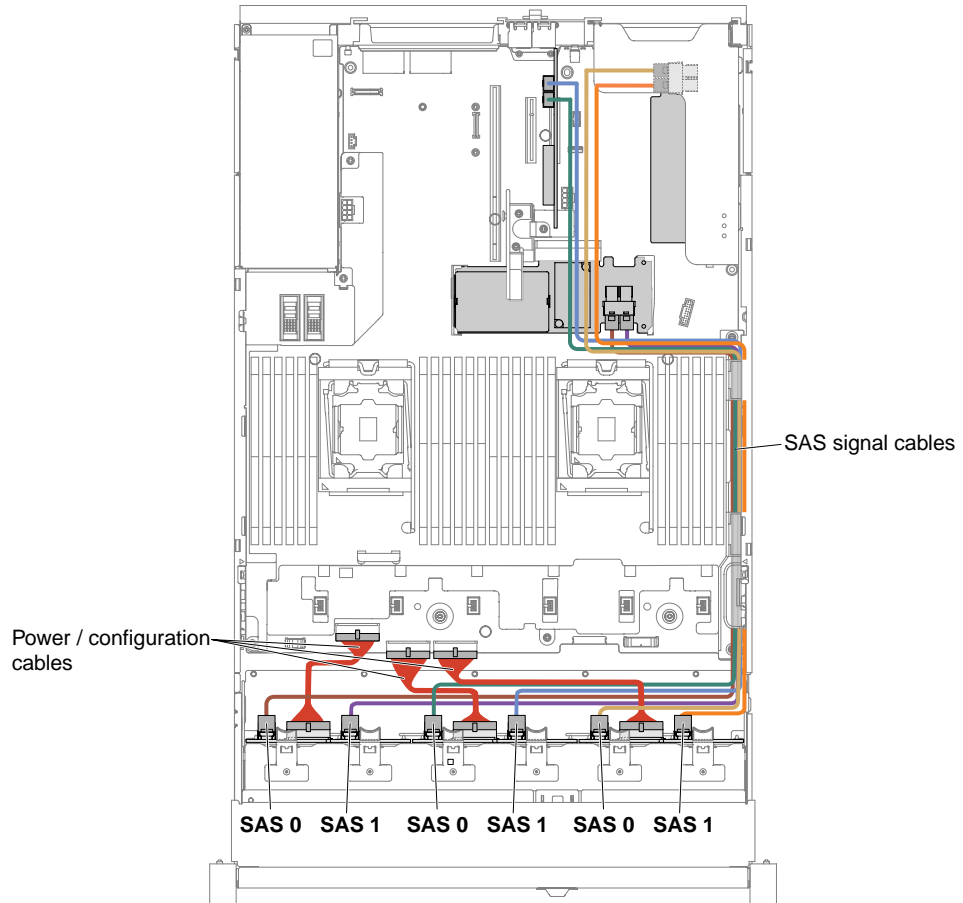 SAS signal cables
Power / configuration
cables
SAS 0 SAS 1 SAS 0 SAS 1 SAS 0 SAS 1